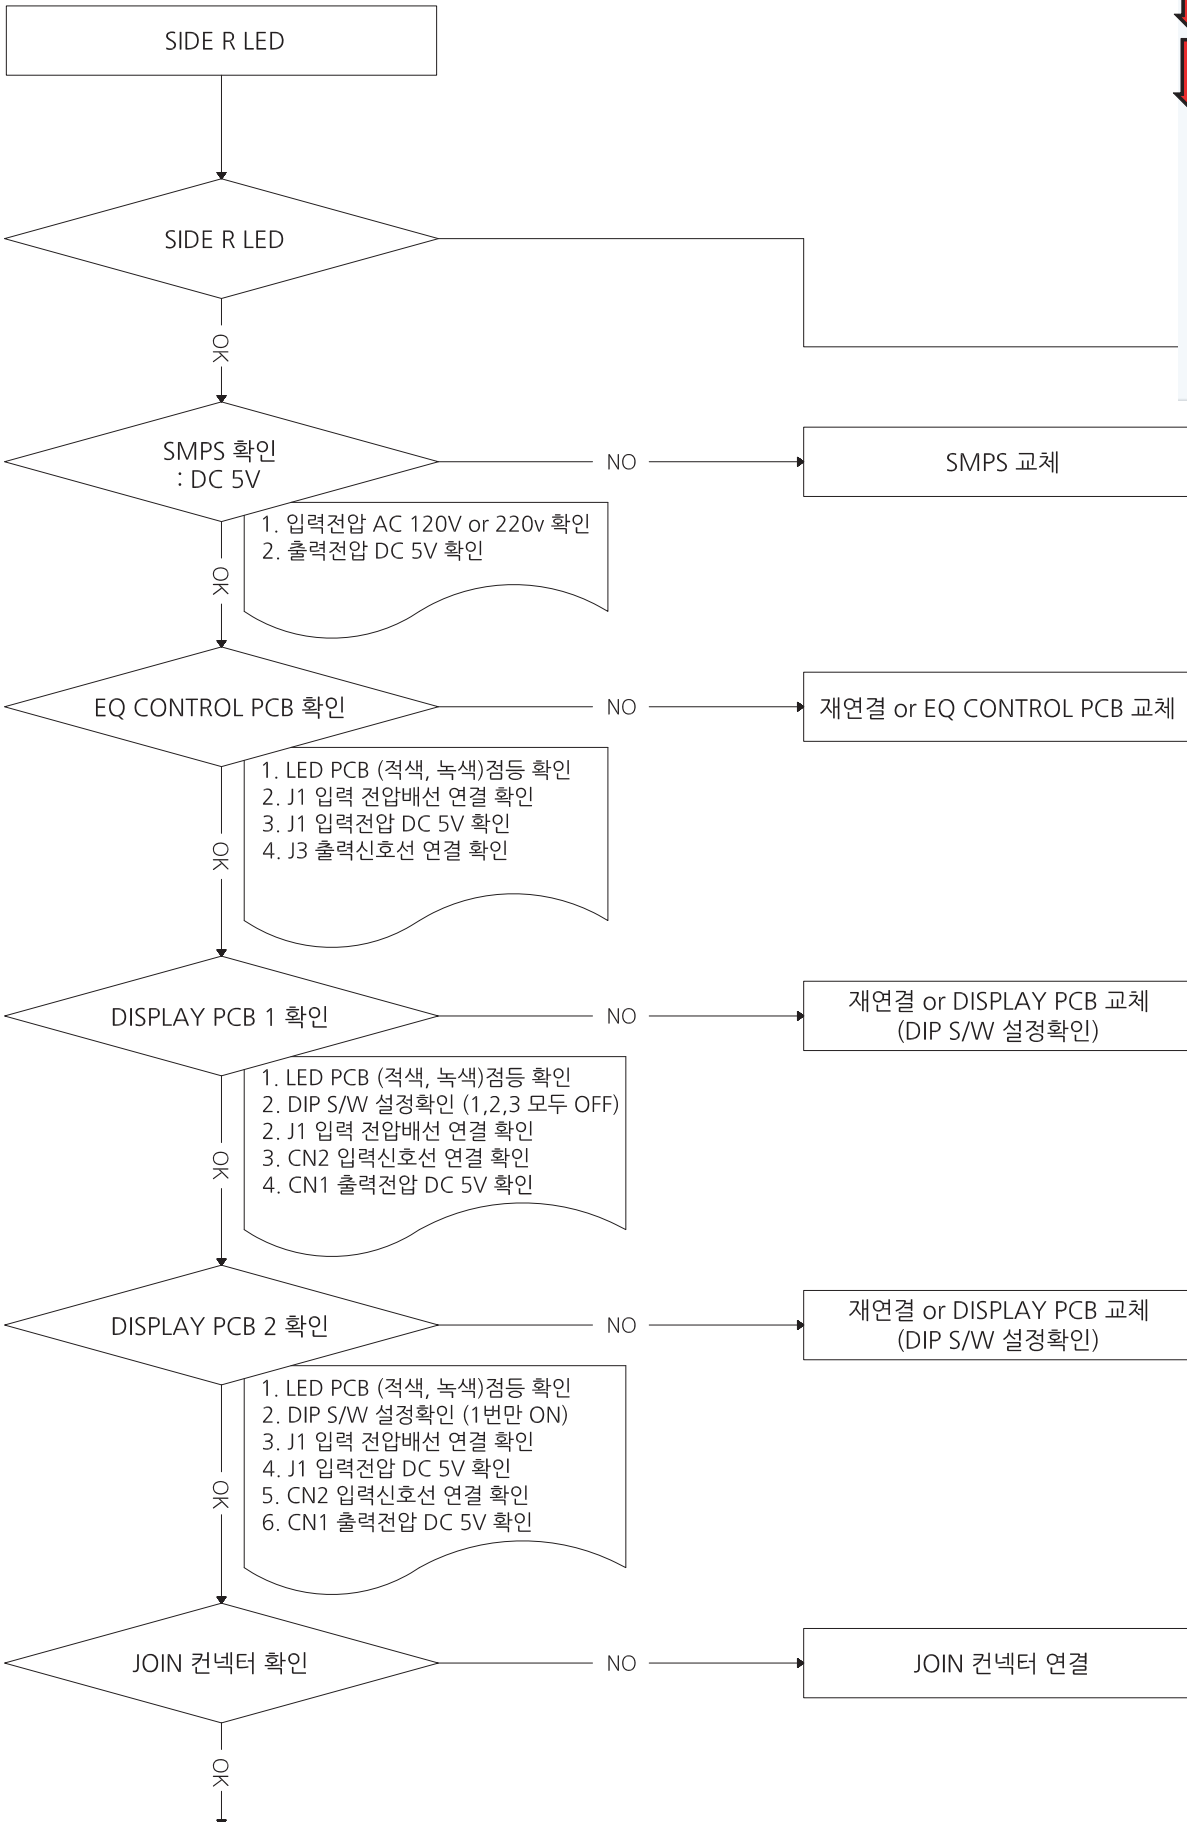 SIDE R LED
SIDE R LED
OK
SMPS 확인
: DC 5V
NO
SMPS 교체
1. 입력전압 AC 120V or 220v 확인
2. 출력전압 DC 5V 확인
OK
EQ CONTROL PCB 확인
NO
재연결 or EQ CONTROL PCB 교체
1. LED PCB (적색, 녹색)점등 확인
2. J1 입력 전압배선 연결 확인
3. J1 입력전압 DC 5V 확인
4. J3 출력신호선 연결 확인
OK
DISPLAY PCB 1 확인
NO
재연결 or DISPLAY PCB 교체
(DIP S/W 설정확인)
1. LED PCB (적색, 녹색)점등 확인
2. DIP S/W 설정확인 (1,2,3 모두 OFF)
2. J1 입력 전압배선 연결 확인
3. CN2 입력신호선 연결 확인
4. CN1 출력전압 DC 5V 확인
OK
DISPLAY PCB 2 확인
NO
재연결 or DISPLAY PCB 교체
(DIP S/W 설정확인)
1. LED PCB (적색, 녹색)점등 확인
2. DIP S/W 설정확인 (1번만 ON)
3. J1 입력 전압배선 연결 확인
4. J1 입력전압 DC 5V 확인
5. CN2 입력신호선 연결 확인
6. CN1 출력전압 DC 5V 확인
OK
JOIN 컨넥터 확인
NO
JOIN 컨넥터 연결
OK